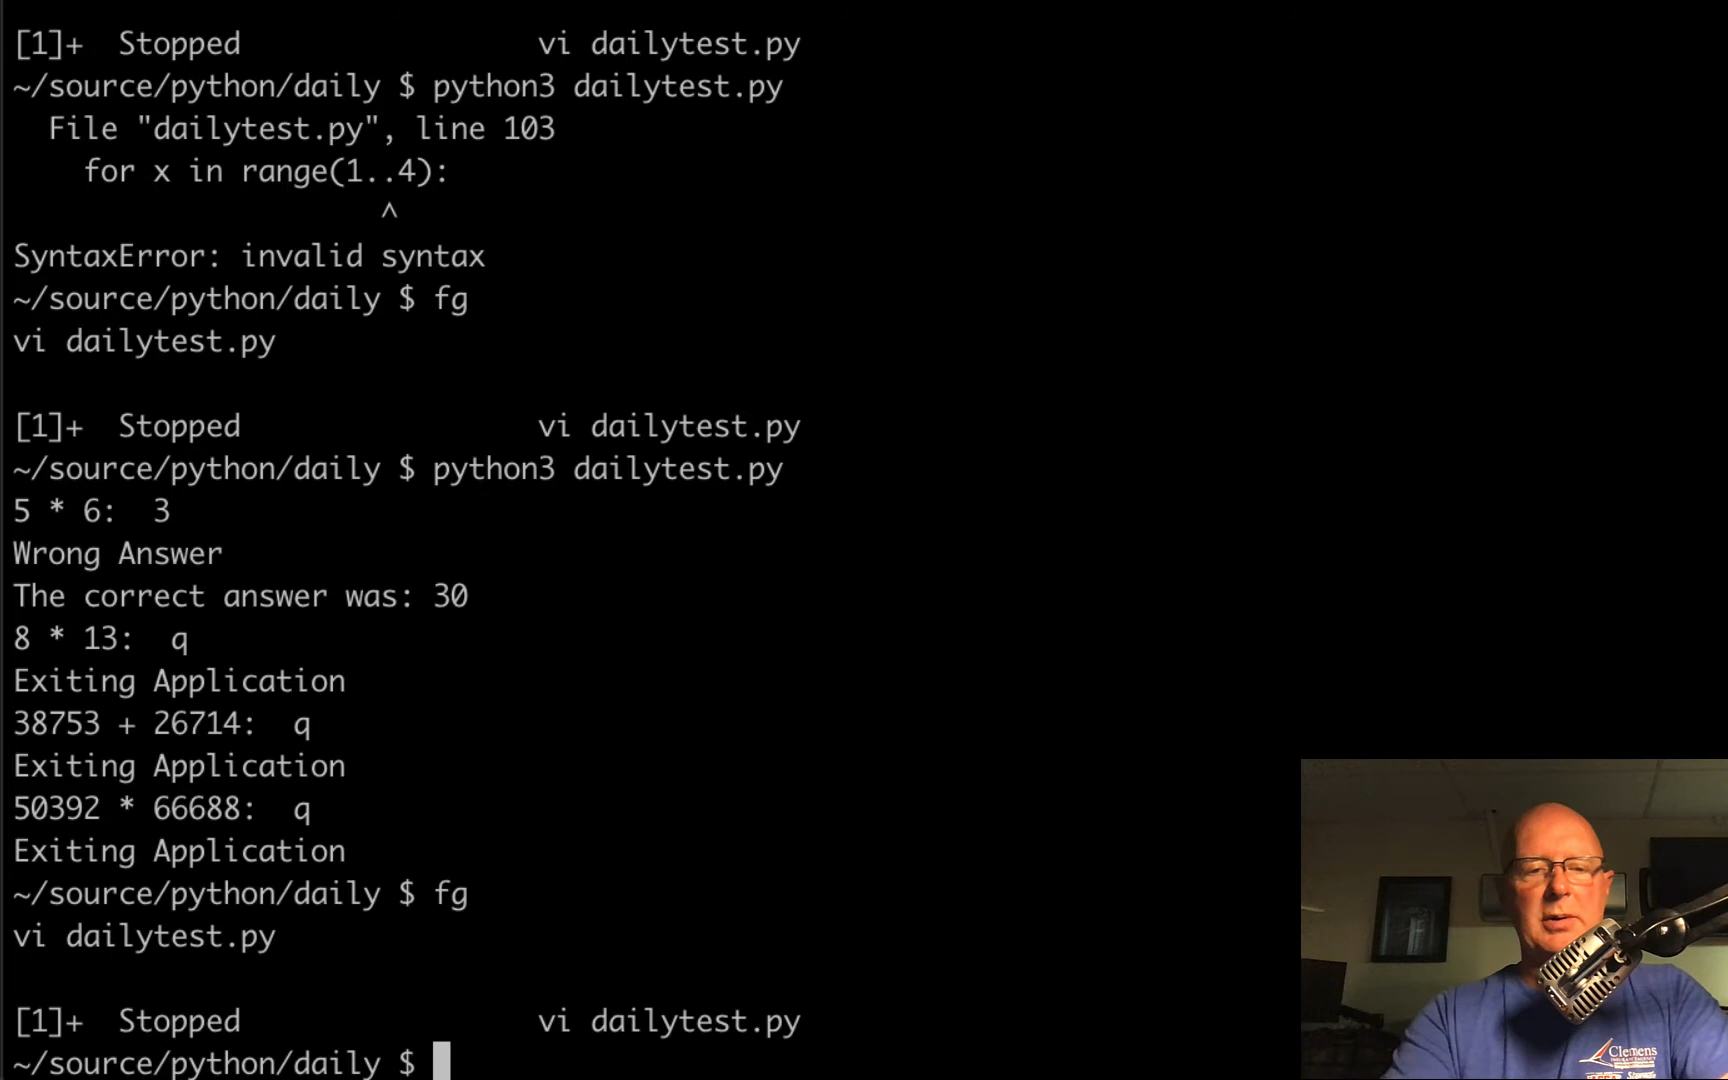 [1]+  Stopped                 vi dailytest.py
~/source/python/daily $ python3 dailytest.py
  File "dailytest.py", line 103
    for x in range(1..4):
                     ^
SyntaxError: invalid syntax
~/source/python/daily $ fg
vi dailytest.py

[1]+  Stopped                 vi dailytest.py
~/source/python/daily $ python3 dailytest.py
5 * 6:  3
Wrong Answer
The correct answer was: 30
8 * 13:  q
Exiting Application
38753 + 26714:  q
Exiting Application
50392 * 66688:  q
Exiting Application
~/source/python/daily $ fg
vi dailytest.py

[1]+  Stopped                 vi dailytest.py
~/source/python/daily $
Clemens